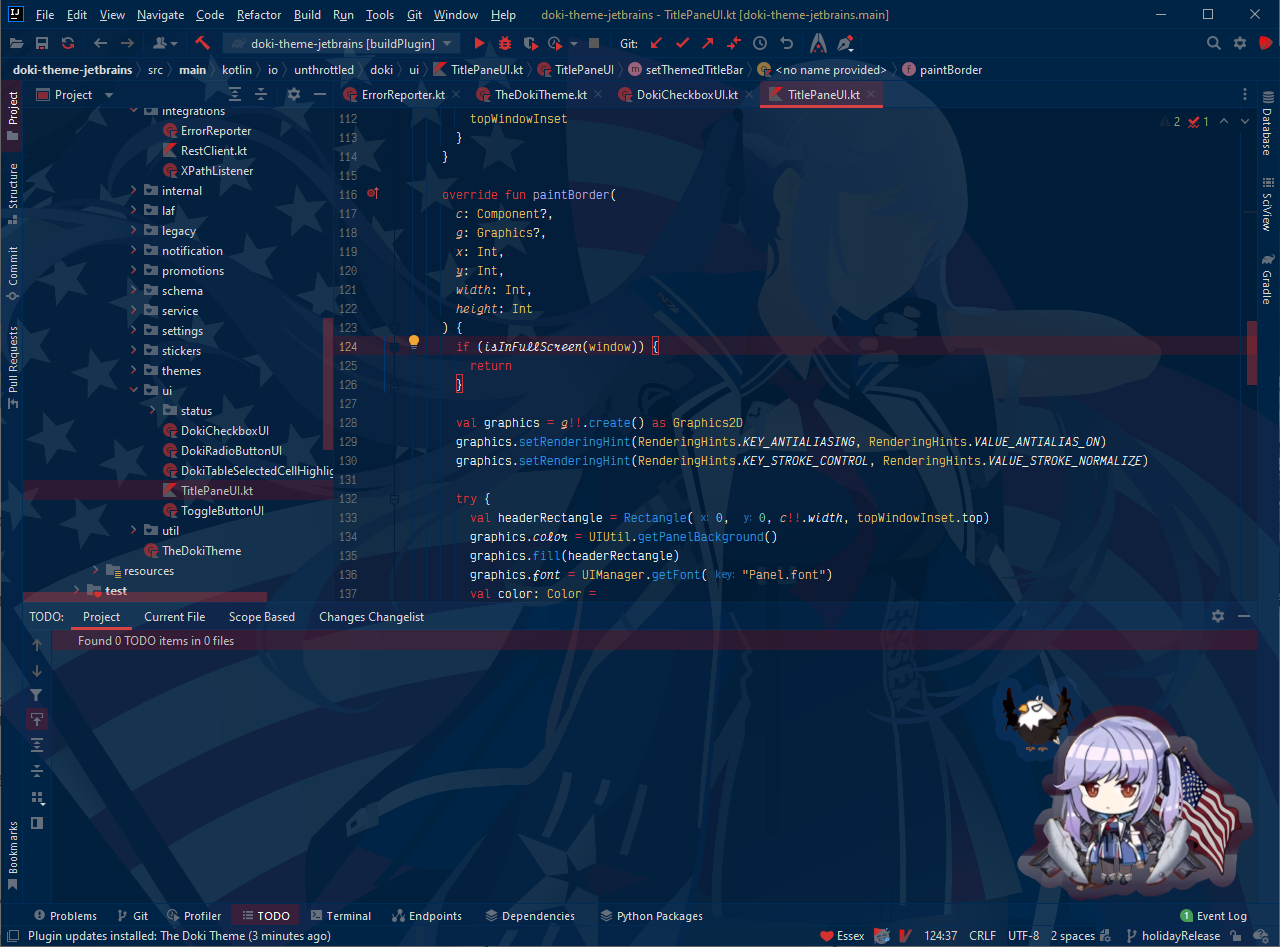 File Edit View Navigate Code Refactor Build Run Tools Git Window Help doki-theme-jetbrains - TitlePaneUI.kt [doki-theme-jetbrains.main]
doki-theme-jetbrains [buildPlugin] Git:
doki-theme-jetbrains src main kotlin io unthrottled doki ui TitlePaneUI.kt TitlePaneUI setThemedTitleBar <no name provided> paintBorder
Project ErrorReporter.kt TheDokiTheme.kt DokiCheckboxUI.kt TitlePaneUI.kt
Project
Structure
Commit
Pull Requests
Bookmarks
integrations
ErrorReporter
RestClient.kt
XPathListener
internal
laf
legacy
notification
promotions
schema
service
settings
stickers
themes
ui
status
DokiCheckboxUI
DokiRadioButtonUI
DokiTableSelectedCellHighlig
TitlePaneUI.kt
ToggleButtonUI
util
TheDokiTheme
resources
test
2 1
112 topWindowInset
113 }
114 }
115
116 override fun paintBorder(
117 c: Component?,
118 g: Graphics?,
119 x: Int,
120 y: Int,
121 width: Int,
122 height: Int
123 ) {
124 if (isInFullScreen(window)) {
125 return
126 }
127
128 val graphics = g!!.create() as Graphics2D
129 graphics.setRenderingHint(RenderingHints.KEY_ANTIALIASING, RenderingHints.VALUE_ANTIALIAS_ON)
130 graphics.setRenderingHint(RenderingHints.KEY_STROKE_CONTROL, RenderingHints.VALUE_STROKE_NORMALIZE)
131
132 try {
133 val headerRectangle = Rectangle( x: 0, y: 0, c!!.width, topWindowInset.top)
134 graphics.color = UIUtil.getPanelBackground()
135 graphics.fill(headerRectangle)
136 graphics.font = UIManager.getFont( key: "Panel.font")
137 val color: Color =
Database
SciView
Gradle
TODO: Project Current File Scope Based Changes Changelist
Found 0 TODO items in 0 files
ESSEX
Problems Git Profiler TODO Terminal Endpoints Dependencies Python Packages 1 Event Log
Plugin updates installed: The Doki Theme (3 minutes ago) Essex 124:37 CRLF UTF-8 2 spaces holidayRelease